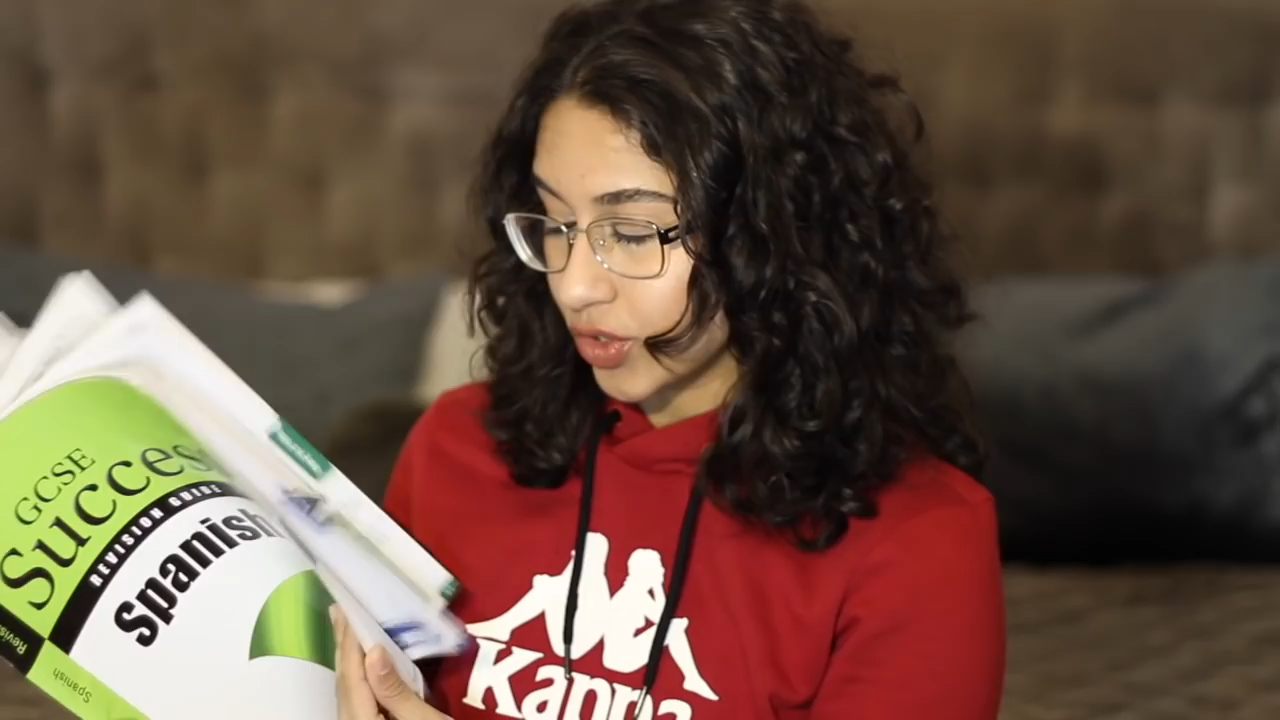 GCSE
Success
REVISION GUIDE
Spanish
Spanish
Kappa